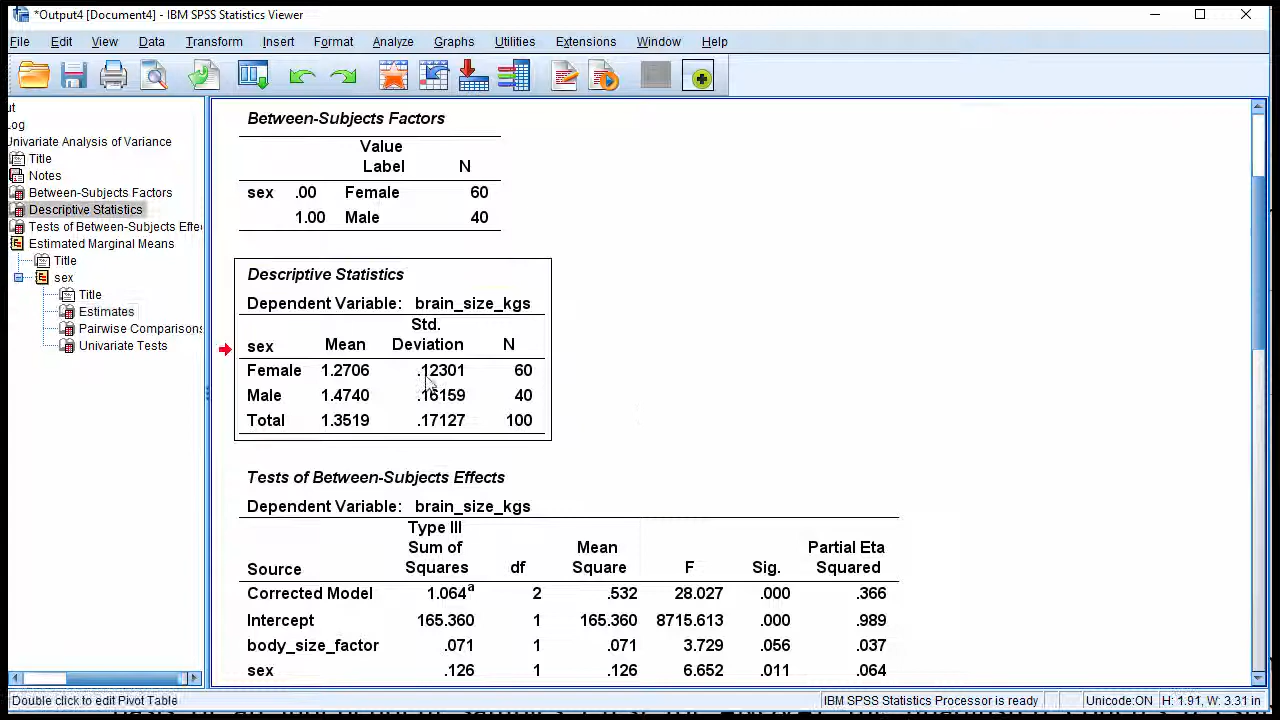 *Output4 [Document4] - IBM SPSS Statistics Viewer
File Edit View Data Transform Insert Format Analyze Graphs Utilities Extensions Window Help
ut
og
Univariate Analysis of Variance
Title
Notes
Between-Subjects Factors
Descriptive Statistics
Tests of Between-Subjects Effe
Estimated Marginal Means
Title
sex
Title
Estimates
Pairwise Comparisons
Univariate Tests
Between-Subjects Factors
Value
Label N
sex .00 Female 60
1.00 Male 40
Descriptive Statistics
Dependent Variable: brain_size_kgs
Std.
sex Mean Deviation N
Female 1.2706 .12301 60
Male 1.4740 .16159 40
Total 1.3519 .17127 100
Tests of Between-Subjects Effects
Dependent Variable: brain_size_kgs
Type III
Sum of Mean Partial Eta
Source Squares df Square F Sig. Squared
Corrected Model 1.064a 2 .532 28.027 .000 .366
Intercept 165.360 1 165.360 8715.613 .000 .989
body_size_factor .071 1 .071 3.729 .056 .037
sex .126 1 .126 6.652 .011 .064
Double click to edit Pivot Table IBM SPSS Statistics Processor is ready Unicode:ON H: 1.91, W: 3.31 in